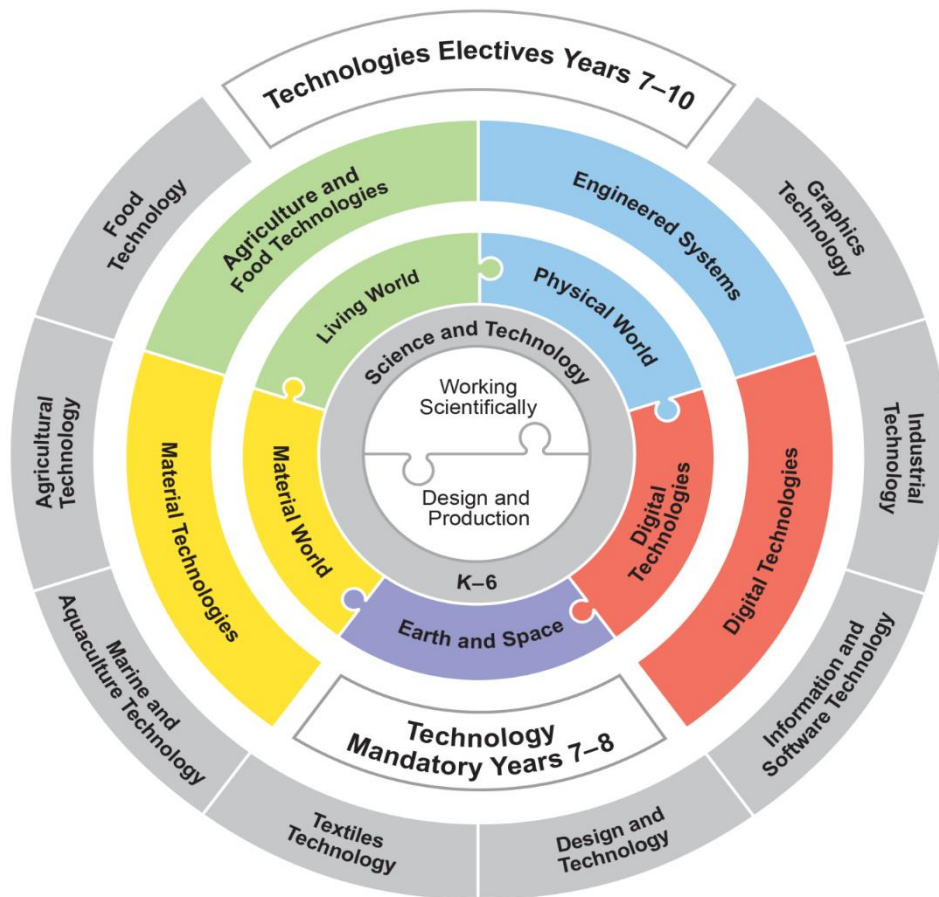 Technologies Electives Years 7–10
Food
Technology
Graphics
Technology
Agricultural
Technology
Industrial
Technology
Marine and
Aquaculture Technology
Information and
Software Technology
Textiles
Technology
Design and
Technology
Agriculture and
Food Technologies
Engineered Systems
Material Technologies
Digital Technologies
Technology
Mandatory Years 7–8
Living World
Physical World
Material World
Digital
Technologies
Earth and Space
Science and Technology
K–6
Working
Scientifically
Design and
Production